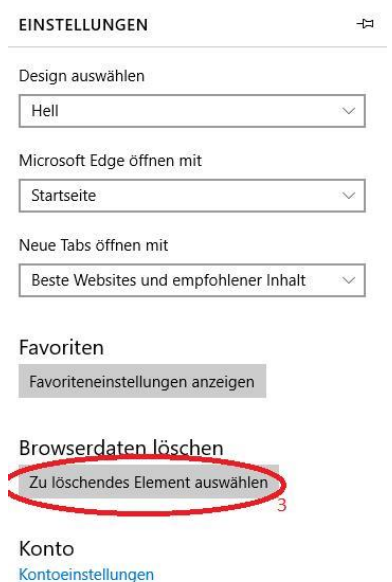 EINSTELLUNGEN
Design auswählen
Hell
Microsoft Edge öffnen mit
Startseite
Neue Tabs öffnen mit
Beste Websites und empfohlener Inhalt
Favoriten
Favoriteneinstellungen anzeigen
Browserdaten löschen
Zu löschendes Element auswählen
3
Konto
Kontoeinstellungen